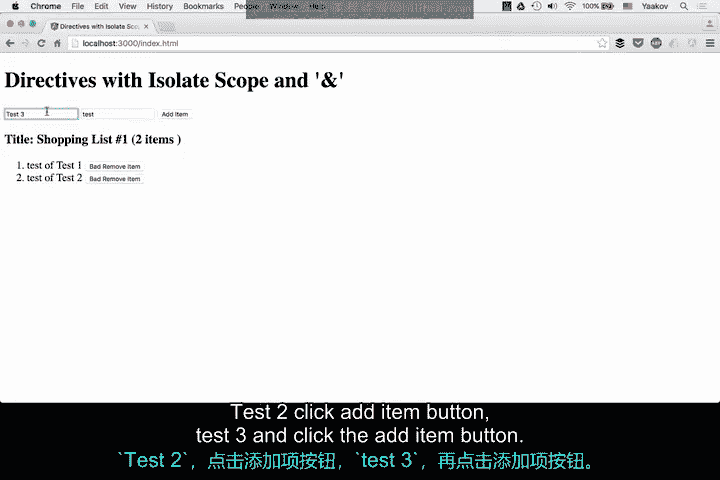 Chrome File Edit View History Bookmarks People Window Help 100% Yaakov
Directives with Isolate Sco
localhost:3000/index.html
Directives with Isolate Scope and '&'
Test 3 test Add Item
Title: Shopping List #1 (2 items )
1. test of Test 1 Bad Remove Item
2. test of Test 2 Bad Remove Item
Test 2 click add item button,
test 3 and click the add item button.
`Test 2`，点击添加项按钮，`test 3`，再点击添加项按钮。